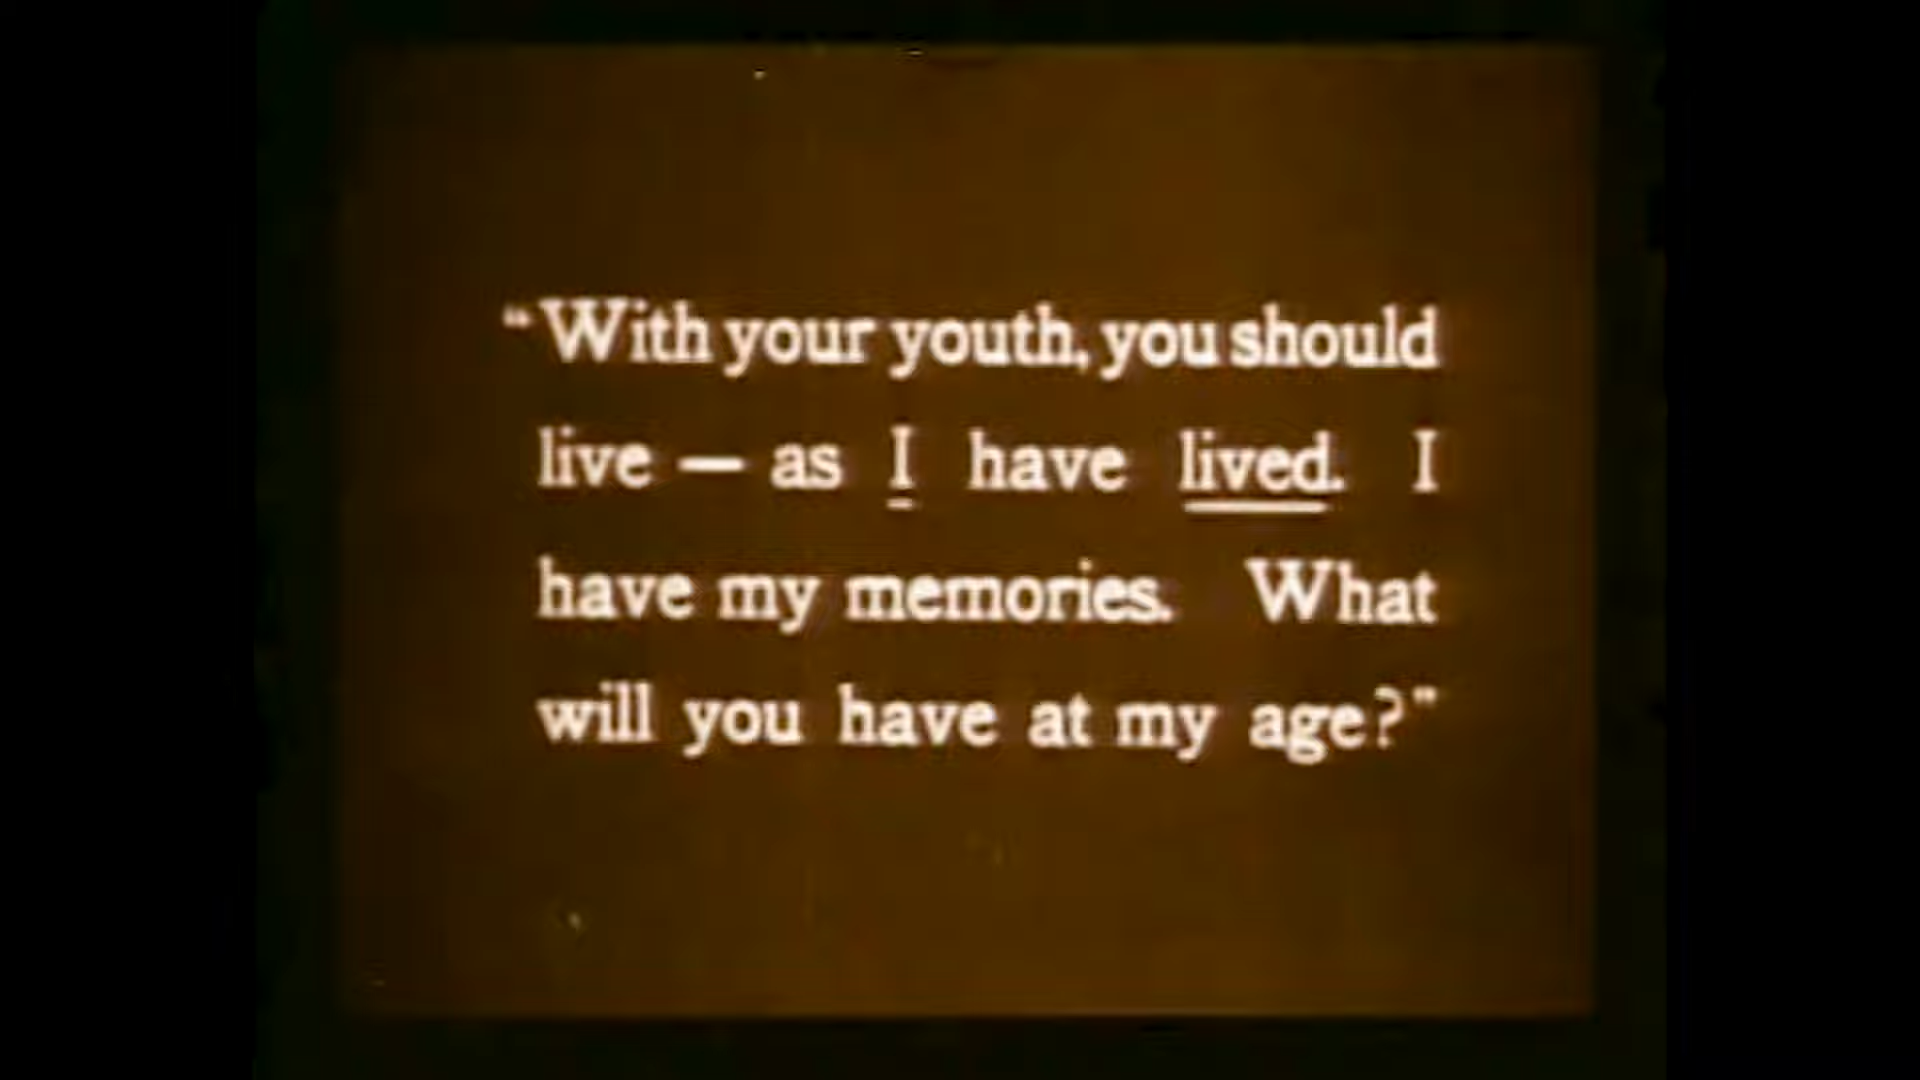 "With your youth, you should
live — as I have lived. I
have my memories. What
will you have at my age?"